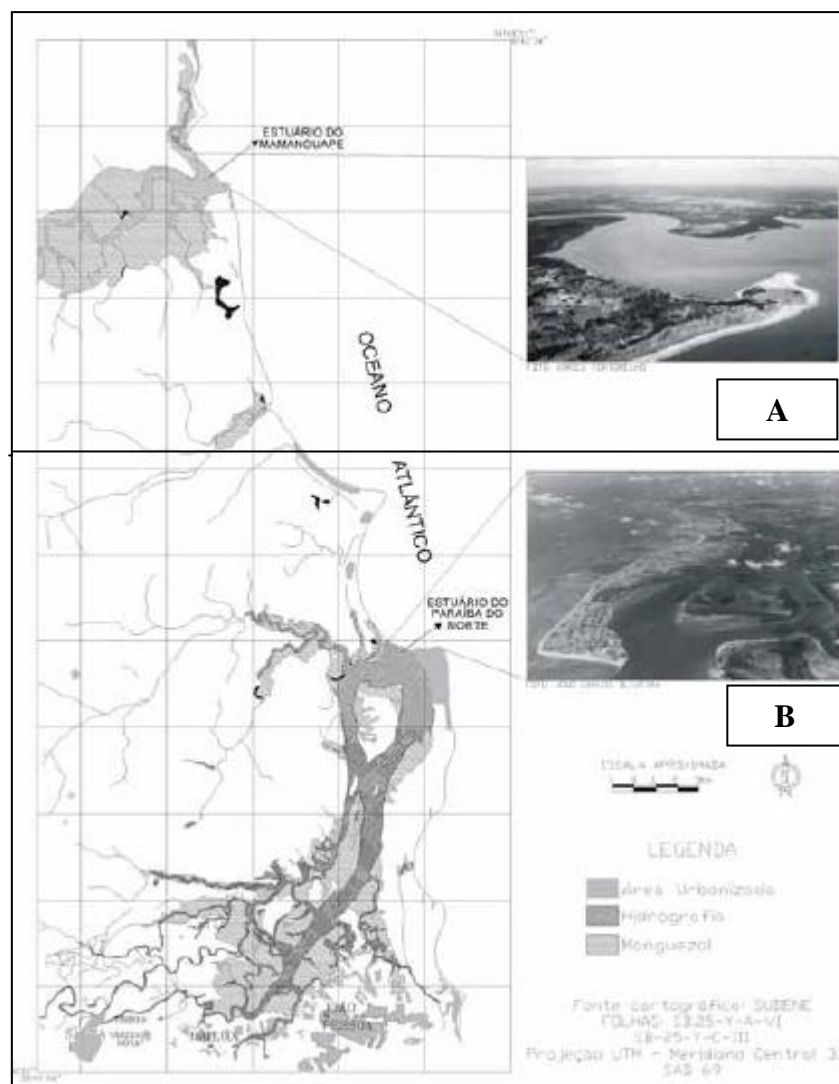 ESTUÁRIO DO
MAMANGUAPE
A
OCEANO
ATLÂNTICO
ESTUÁRIO DO
PARAÍBA DO
NORTE
B
ESCALA APROXIMADA
LEGENDA
Área Urbanizada
Hidrografia
Manguezal
JOÃO
PESSOA
Fonte cartográfica: SUDENE
FOLHAS: SB.25-Y-A-VI
SB-25-Y-C-III
Projeção UTM - Meridiano Central 3
SAD 69